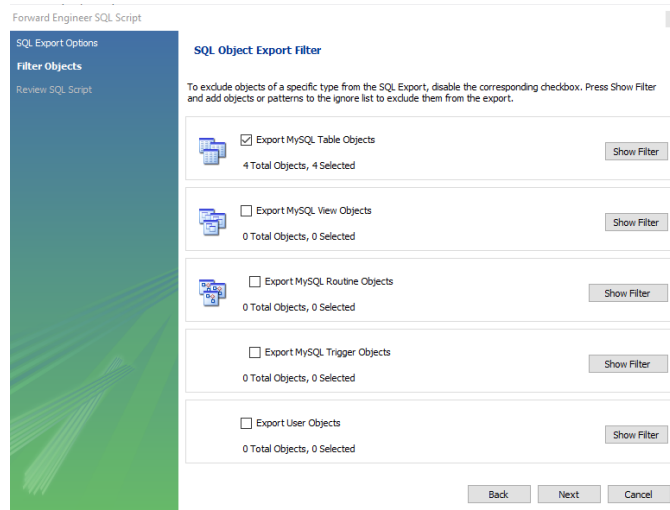 Forward Engineer SQL Script
SQL Export Options
Filter Objects
Review SQL Script
SQL Object Export Filter
To exclude objects of a specific type from the SQL Export, disable the corresponding checkbox. Press Show Filter
and add objects or patterns to the ignore list to exclude them from the export.
Export MySQL Table Objects
4 Total Objects, 4 Selected
Show Filter
Export MySQL View Objects
0 Total Objects, 0 Selected
Show Filter
Export MySQL Routine Objects
0 Total Objects, 0 Selected
Show Filter
Export MySQL Trigger Objects
0 Total Objects, 0 Selected
Show Filter
Export User Objects
0 Total Objects, 0 Selected
Show Filter
Back Next Cancel